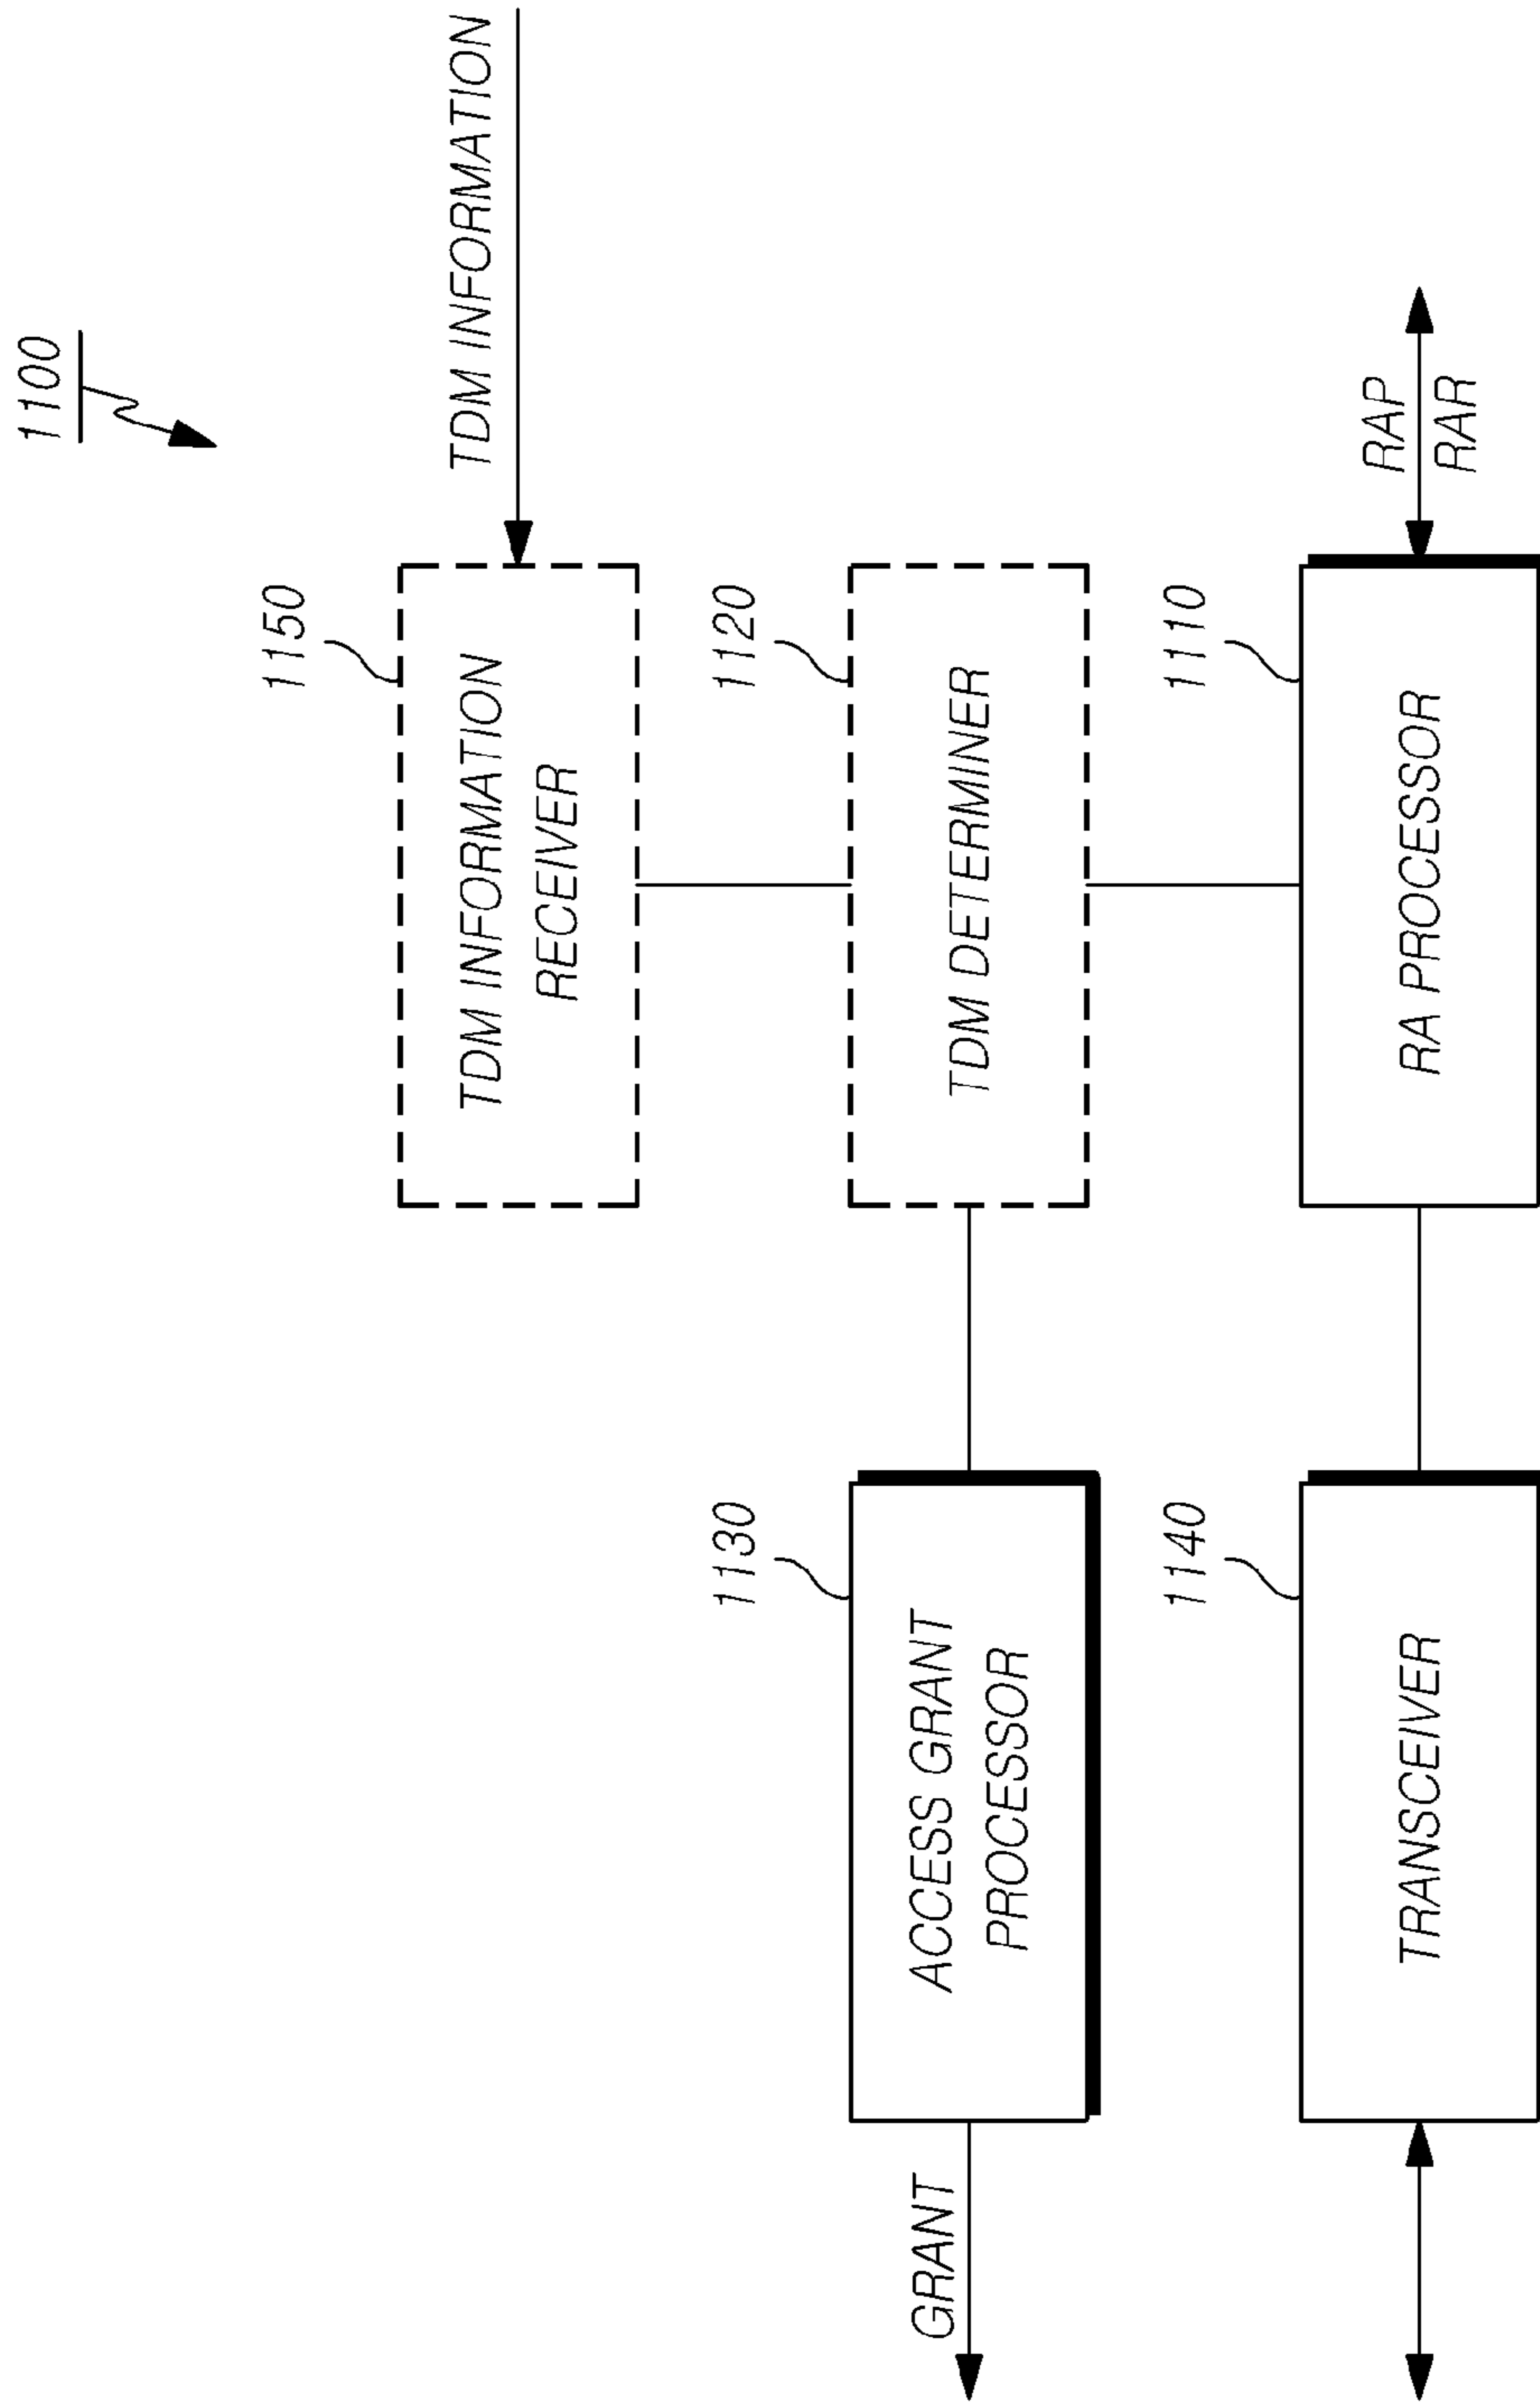 1100
1150
TDM INFORMATION
RECEIVER
TDM INFORMATION
1130
1120
GRANT
ACCESS GRANT
PROCESSOR
TDM DETERMINER
1140
1110
TRANSCEIVER
RA PROCESSOR
RAP
RAR